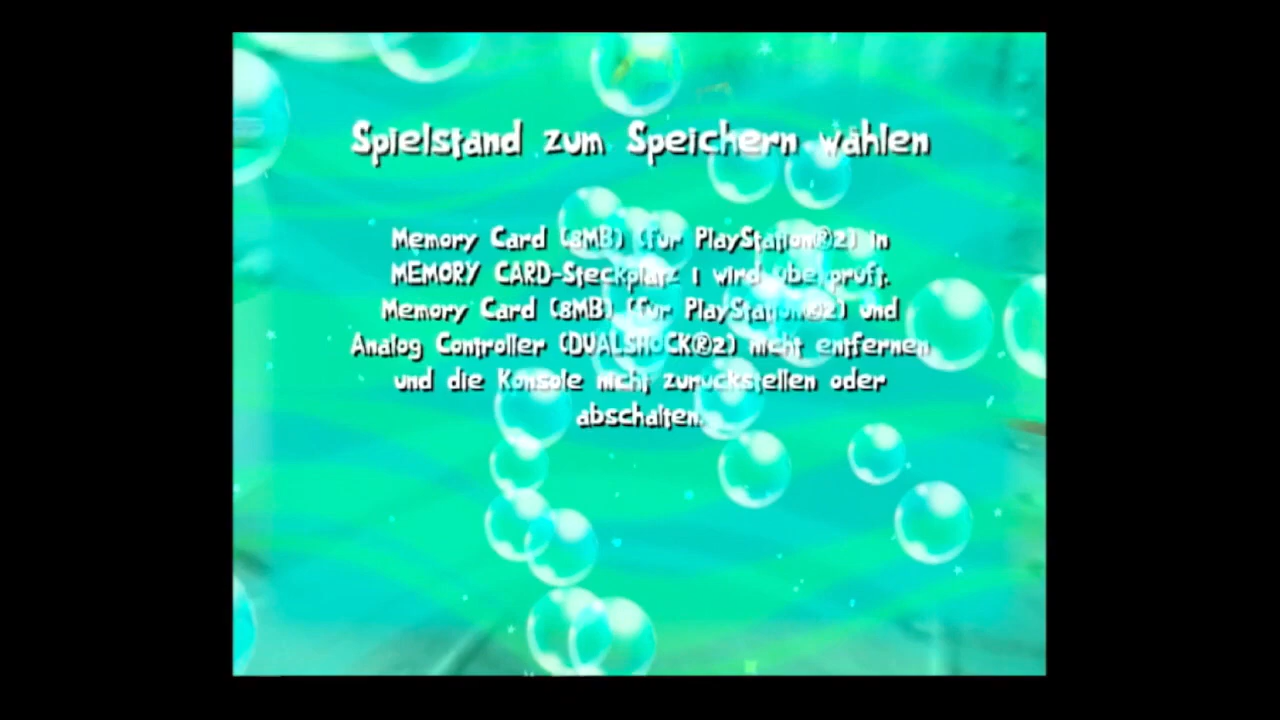 Spielstand zum Speichern wählen
Memory Card (8MB) (für PlayStation®2) in
MEMORY CARD-Steckplatz 1 wird überprüft.
Memory Card (8MB) (für PlayStation®2) und
Analog Controller (DUALSHOCK®2) nicht entfernen
und die Konsole nicht zurückstellen oder
abschalten.